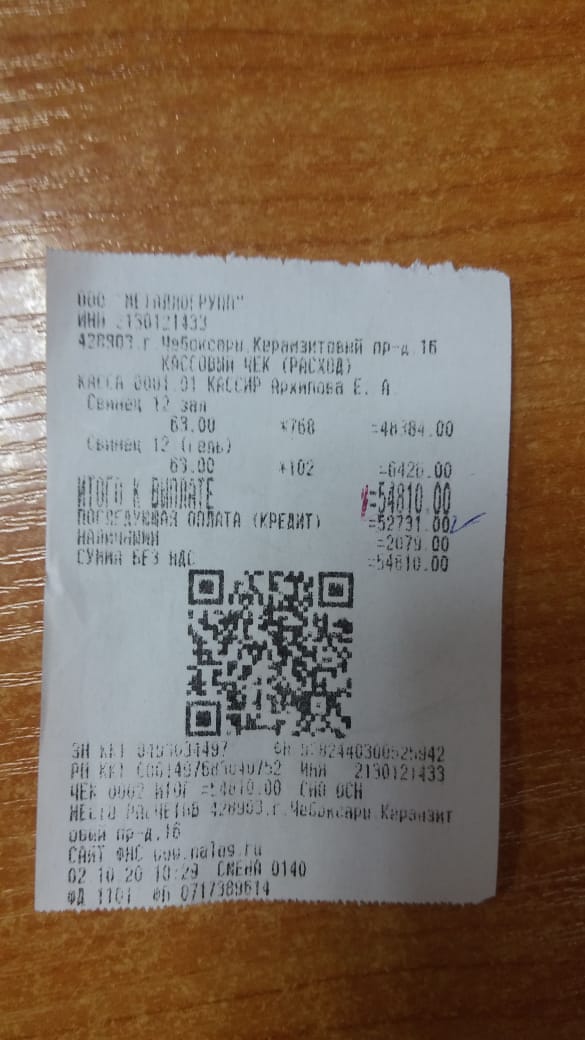 ООО "МЕТАЛЛОГРУПП"
ИНН 2130121433
428903.г.Чебоксары.Керамзитовый пр-д.16
КАССОВЫЙ ЧЕК (РАСХОД)
КАССА 0001.01 КАССИР Архипова Е. А.
Свинец 12 зал
63.00 *768 =48384.00
Свинец 12 (гель)
63.00 *102 =6426.00
ИТОГО К ВЫПЛАТЕ =54810.00
ПОСЛЕДУЮЩАЯ ОПЛАТА (КРЕДИТ) =52731.00
НАЛИЧНЫМИ =2079.00
СУММА БЕЗ НДС =54810.00
ЗН ККТ ФН
РН ККТ ИНН 2130121433
ЧЕК 0002 ИТОГ =54810.00 СНО ОСН
МЕСТО РАСЧЕТОВ 428903.г.Чебоксары.Керамзит
овый пр-д.16
САЙТ ФНС www.nalog.ru
02.10.20 10:29 СМЕНА 0140
ФД 1101 ФП 0717389614